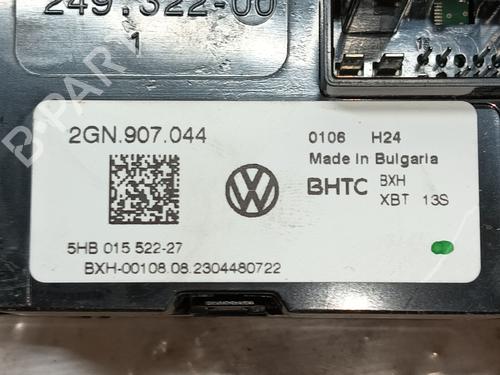 249.322-00
1
B-PARTS
2GN.907.044
0106 H24
Made in Bulgaria
BHTC BXH
XBT 13S
5HB 015 522-27
BXH-00108.08.2304480722